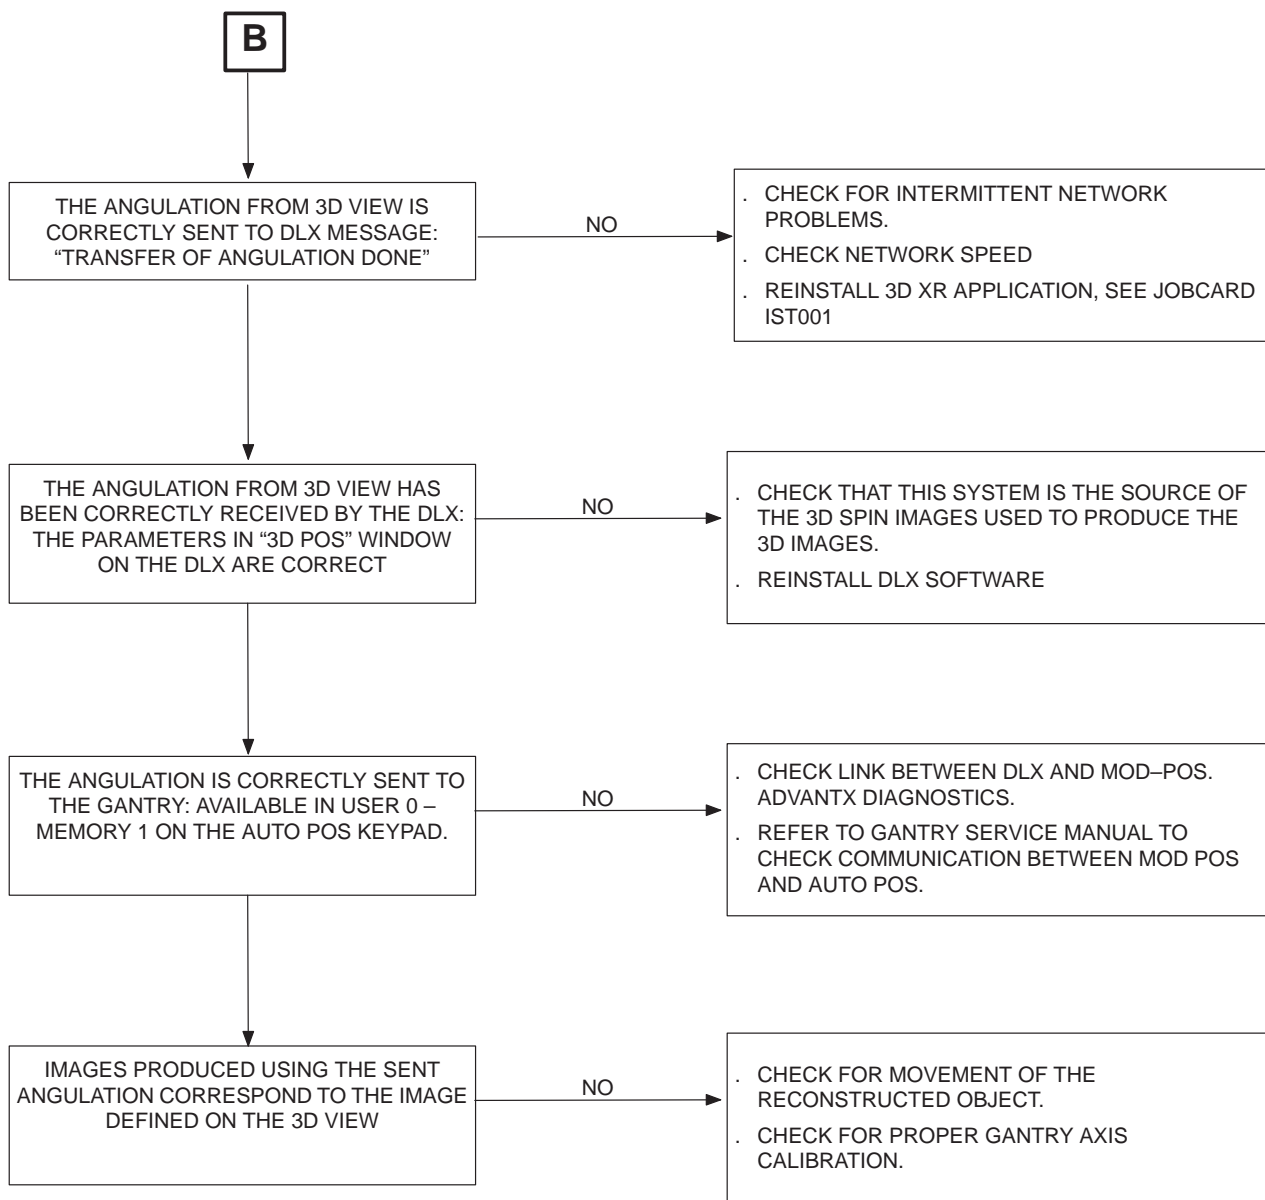 B
THE ANGULATION FROM 3D VIEW IS
CORRECTLY SENT TO DLX MESSAGE:
“TRANSFER OF ANGULATION DONE”
NO
. CHECK FOR INTERMITTENT NETWORK
PROBLEMS.
. CHECK NETWORK SPEED
. REINSTALL 3D XR APPLICATION, SEE JOBCARD
IST001
THE ANGULATION FROM 3D VIEW HAS
BEEN CORRECTLY RECEIVED BY THE DLX:
THE PARAMETERS IN “3D POS” WINDOW
ON THE DLX ARE CORRECT
NO
. CHECK THAT THIS SYSTEM IS THE SOURCE OF
THE 3D SPIN IMAGES USED TO PRODUCE THE
3D IMAGES.
. REINSTALL DLX SOFTWARE
THE ANGULATION IS CORRECTLY SENT TO
THE GANTRY: AVAILABLE IN USER 0 –
MEMORY 1 ON THE AUTO POS KEYPAD.
NO
. CHECK LINK BETWEEN DLX AND MOD–POS.
ADVANTX DIAGNOSTICS.
. REFER TO GANTRY SERVICE MANUAL TO
CHECK COMMUNICATION BETWEEN MOD POS
AND AUTO POS.
IMAGES PRODUCED USING THE SENT
ANGULATION CORRESPOND TO THE IMAGE
DEFINED ON THE 3D VIEW
NO
. CHECK FOR MOVEMENT OF THE
RECONSTRUCTED OBJECT.
. CHECK FOR PROPER GANTRY AXIS
CALIBRATION.